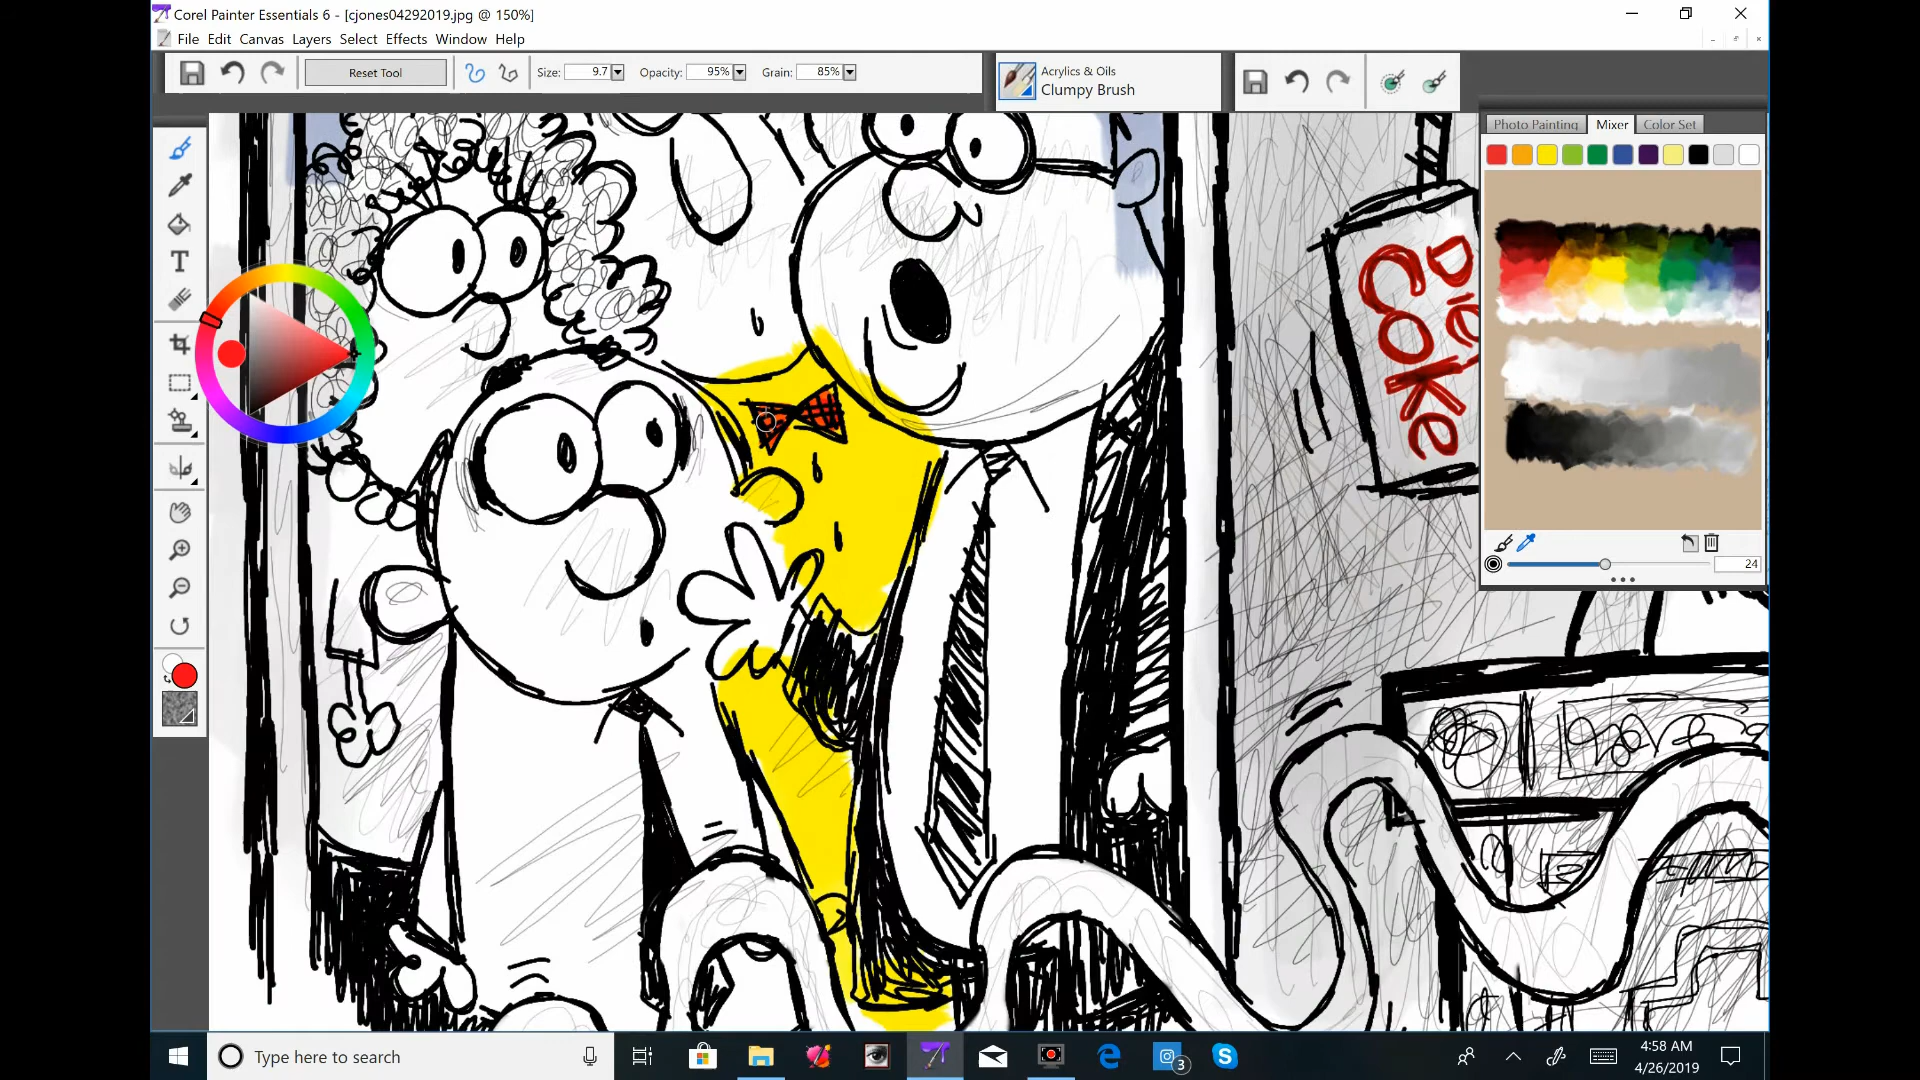 Corel Painter Essentials 6 - [cjones04292019.jpg @ 150%]
File Edit Canvas Layers Select Effects Window Help
Reset Tool Size: 9.7 Opacity: 95% Grain: 85%
Acrylics & Oils
Clumpy Brush
Photo Painting Mixer Color Set
Coke
24
Type here to search
3
4:58 AM
4/26/2019